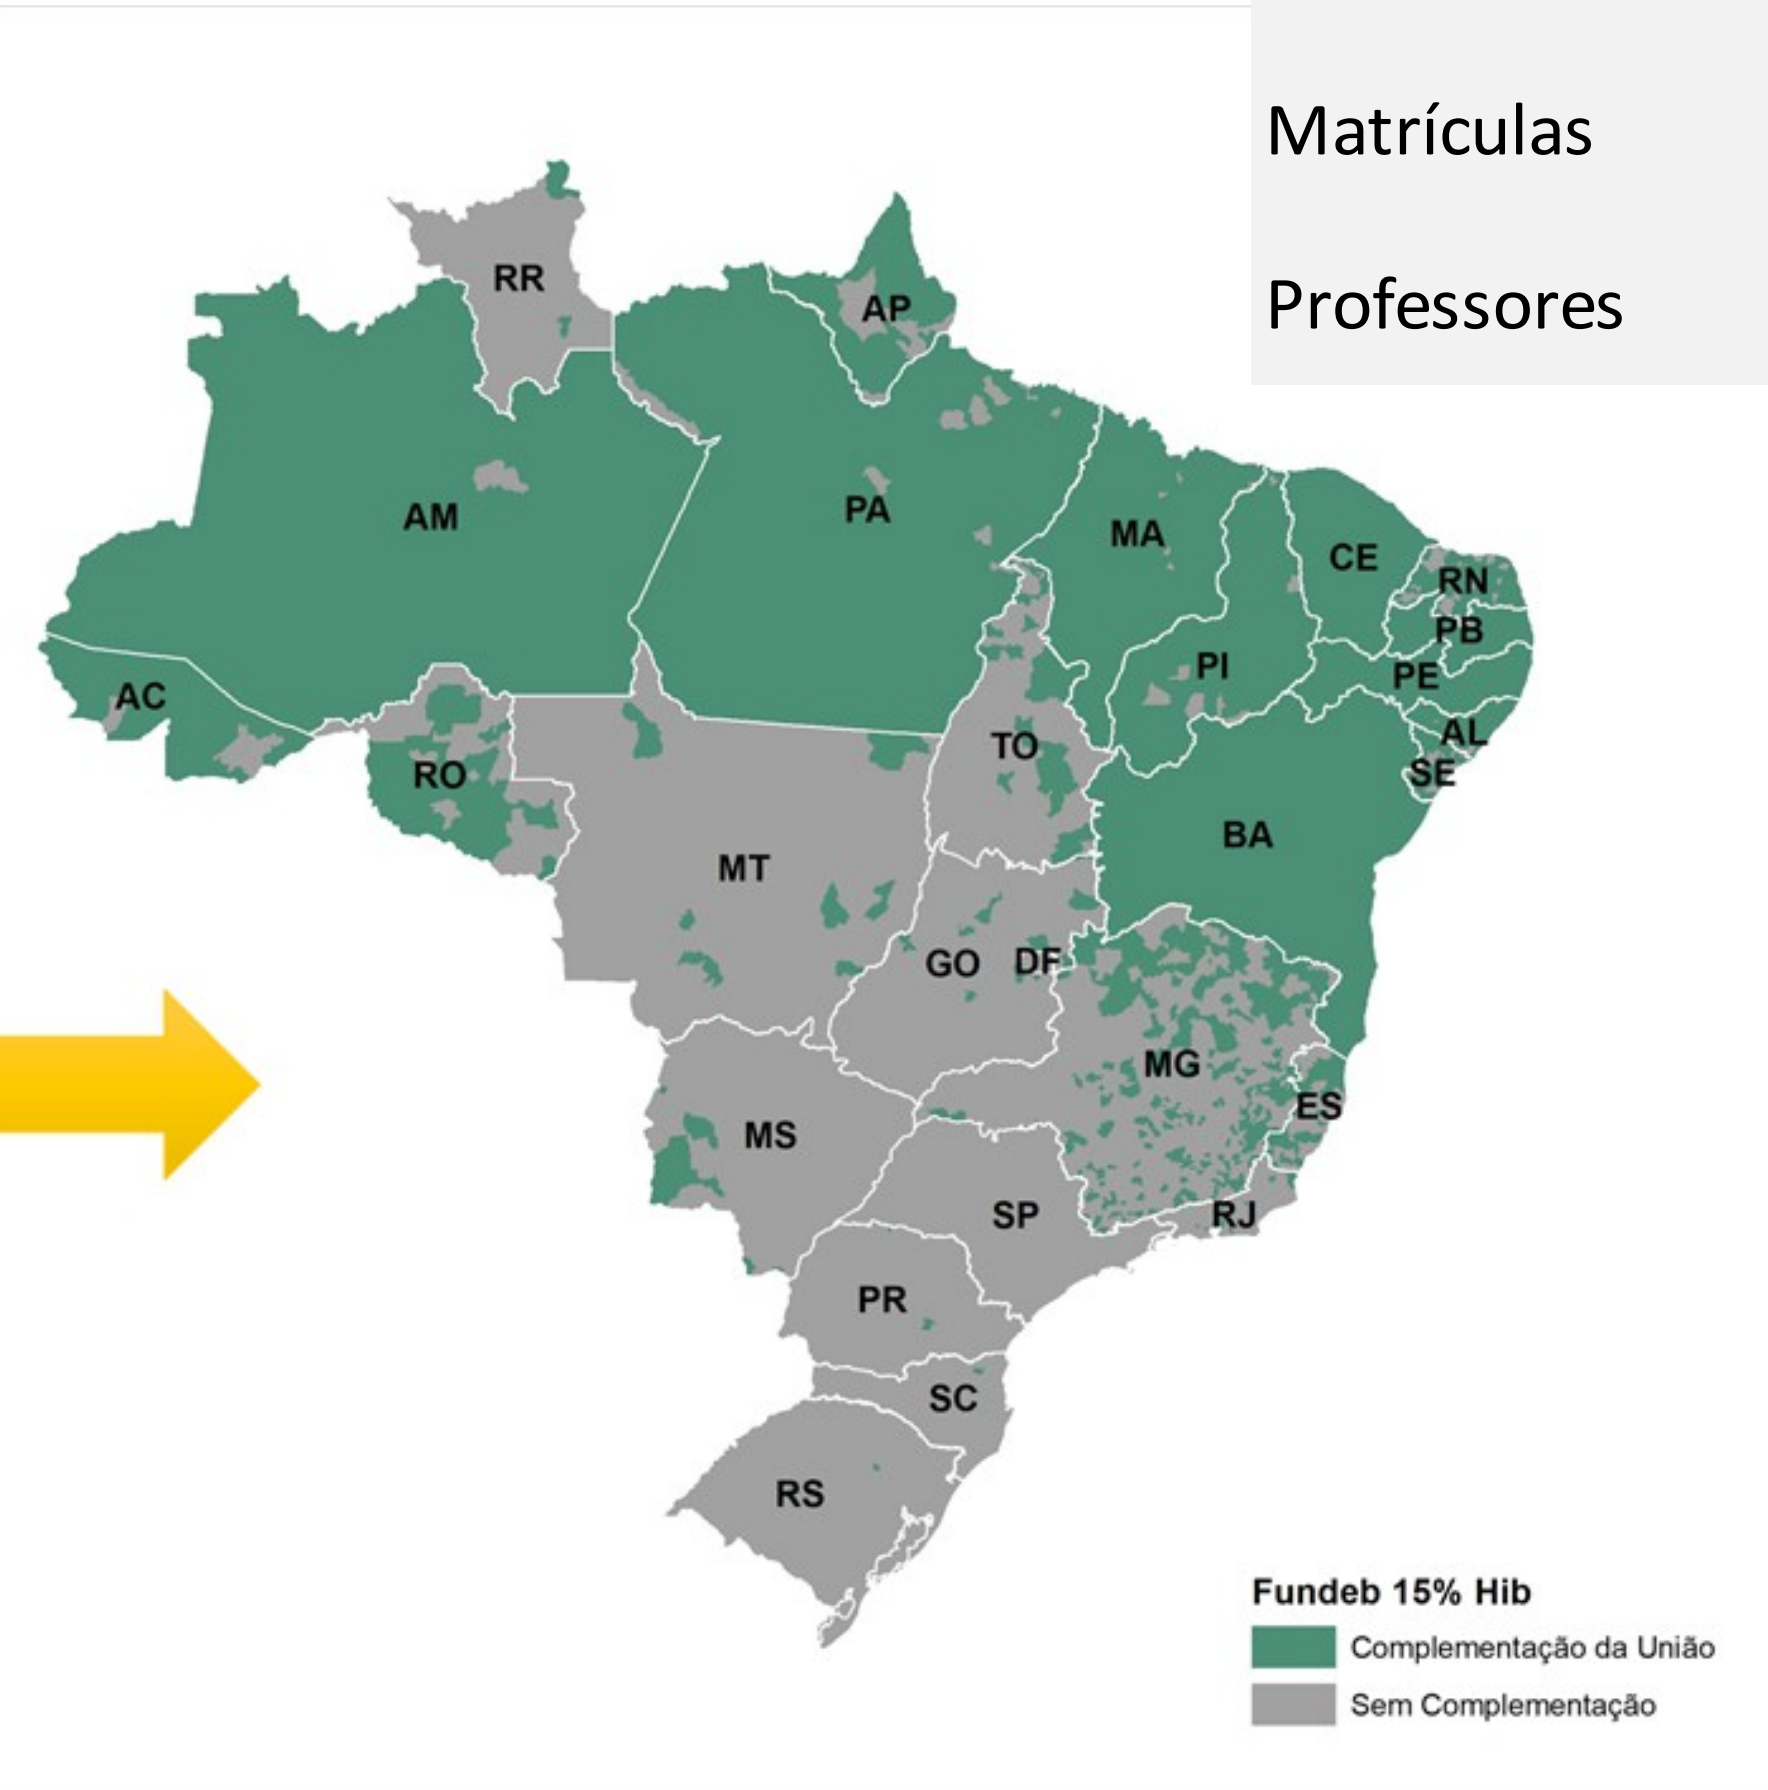 Matrículas
Professores
RR
AP
AM
PA
MA
CE
RN
PB
PI
PE
AC
AL
TO
SE
RO
BA
MT
GO
DF
MG
ES
MS
SP
RJ
PR
SC
RS
Fundeb 15% Hib
Complementação da União
Sem Complementação